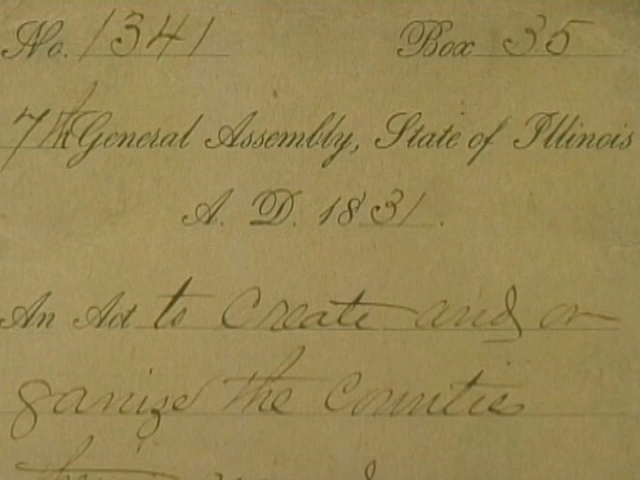 No. 1341 Box 35
7th General Assembly, State of Illinois
A. D. 1831.
An Act to Create and or
ganize the Counties